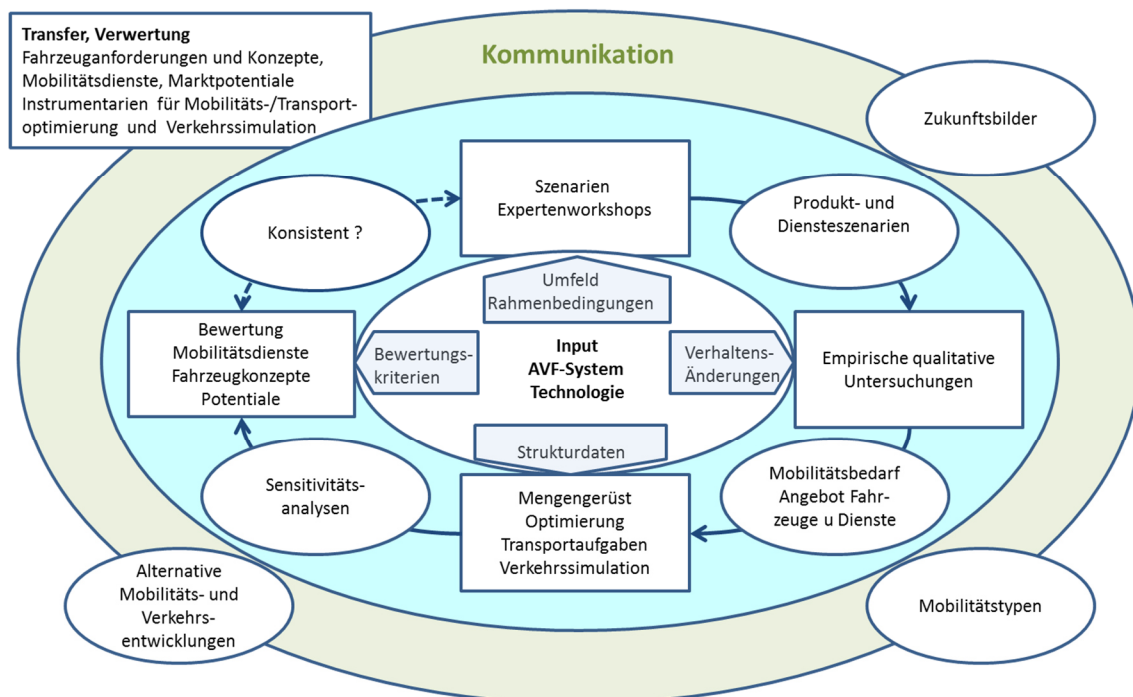 Transfer, Verwertung
Fahrzeuganforderungen und Konzepte,
Mobilitätsdienste, Marktpotentiale
Instrumentarien für Mobilitäts-/Transport-
optimierung und Verkehrssimulation
Kommunikation
Zukunftsbilder
Szenarien
Expertenworkshops
Produkt- und
Diensteszenarien
Konsistent ?
Umfeld
Rahmenbedingungen
Bewertung
Mobilitätsdienste
Fahrzeugkonzepte
Potentiale
Bewertungs-
kriterien
Input
AVF-System
Technologie
Verhaltens-
Änderungen
Empirische qualitative
Untersuchungen
Strukturdaten
Sensitivitäts-
analysen
Mengengerüst
Optimierung
Transportaufgaben
Verkehrssimulation
Mobilitätsbedarf
Angebot Fahr-
zeuge u Dienste
Alternative
Mobilitäts- und
Verkehrs-
entwicklungen
Mobilitätstypen